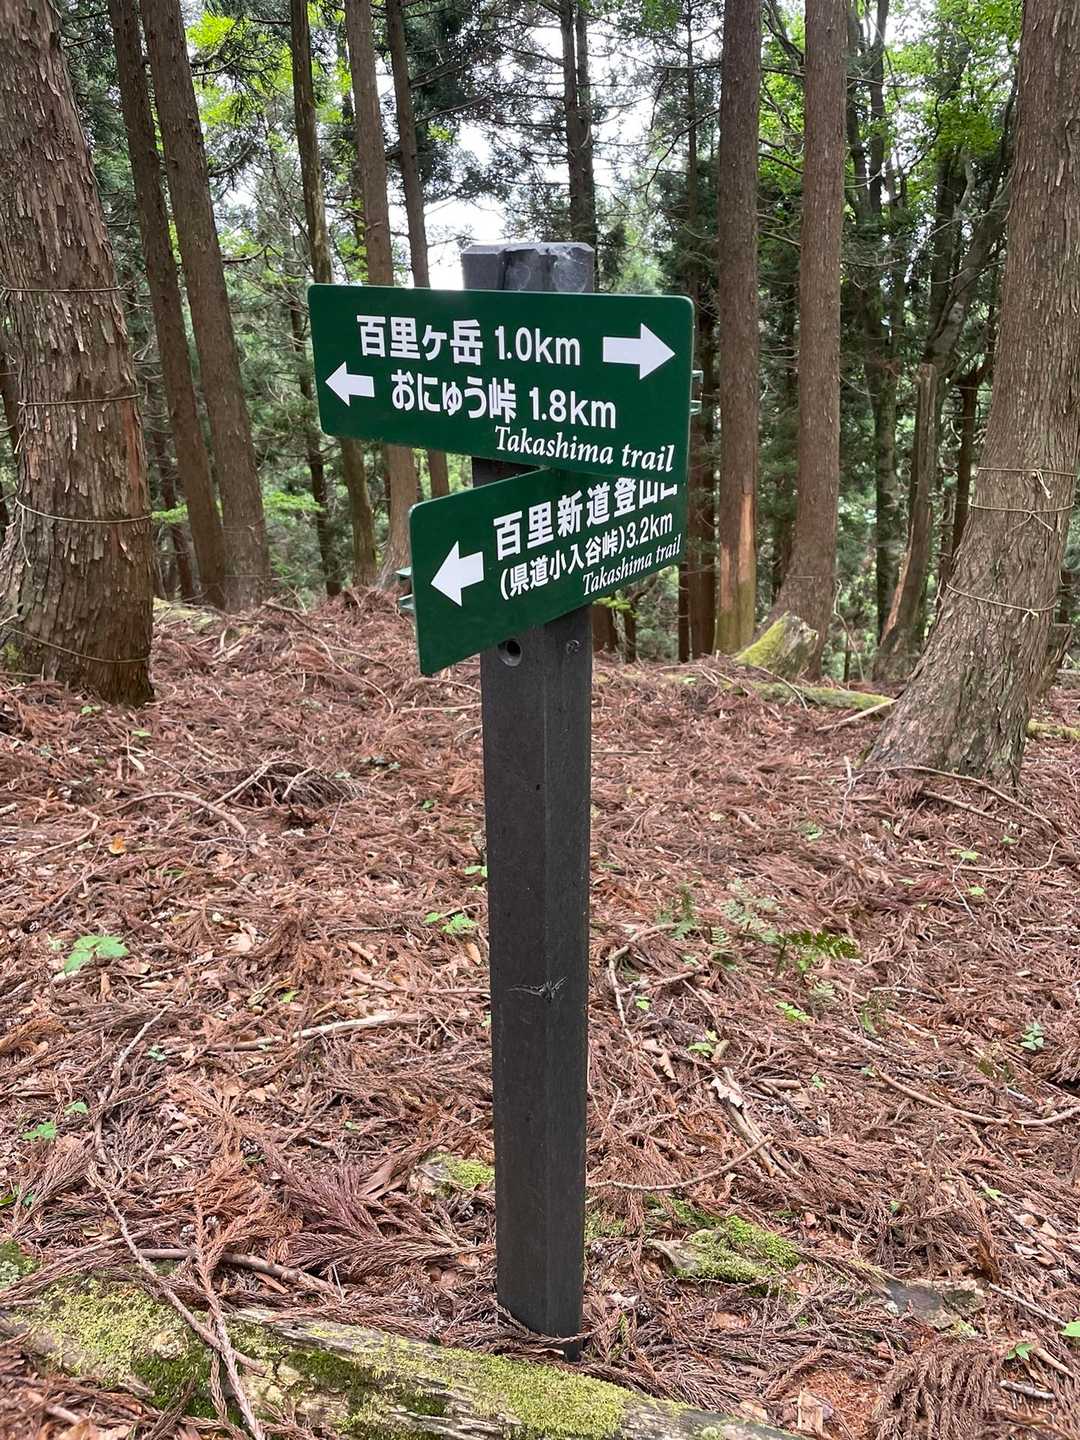 百里ヶ岳 1.0km
おにゅう峠 1.8km
Takashima trail
百里新道登山口
(県道小入谷峠)3.2km
Takashima trail